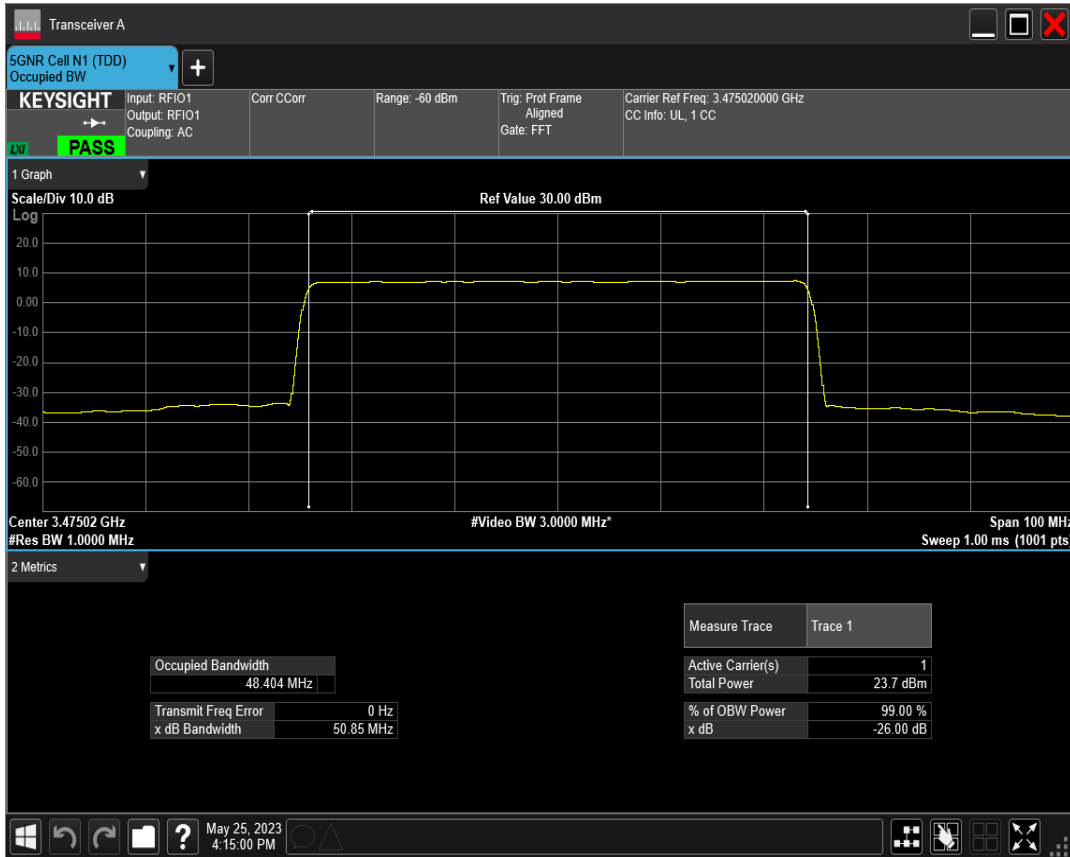 Transceiver A
5GNR Cell N1 (TDD)
Occupied BW
+
KEYSIGHT
LXI
PASS
Input: RFIO1
Output: RFIO1
Coupling: AC
Corr CCorr
Range: -60 dBm
Trig: Prot Frame
Aligned
Gate: FFT
Carrier Ref Freq: 3.475020000 GHz
CC Info: UL, 1 CC
1 Graph
Scale/Div 10.0 dB
Ref Value 30.00 dBm
Log
20.0
10.0
0.00
-10.0
-20.0
-30.0
-40.0
-50.0
-60.0
Center 3.47502 GHz
#Video BW 3.0000 MHz*
Span 100 MHz
#Res BW 1.0000 MHz
Sweep 1.00 ms (1001 pts)
2 Metrics
Measure Trace Trace 1
Occupied Bandwidth
48.404 MHz
Active Carrier(s) 1
Total Power 23.7 dBm
Transmit Freq Error 0 Hz
x dB Bandwidth 50.85 MHz
% of OBW Power 99.00 %
x dB -26.00 dB
?
May 25, 2023
4:15:00 PM